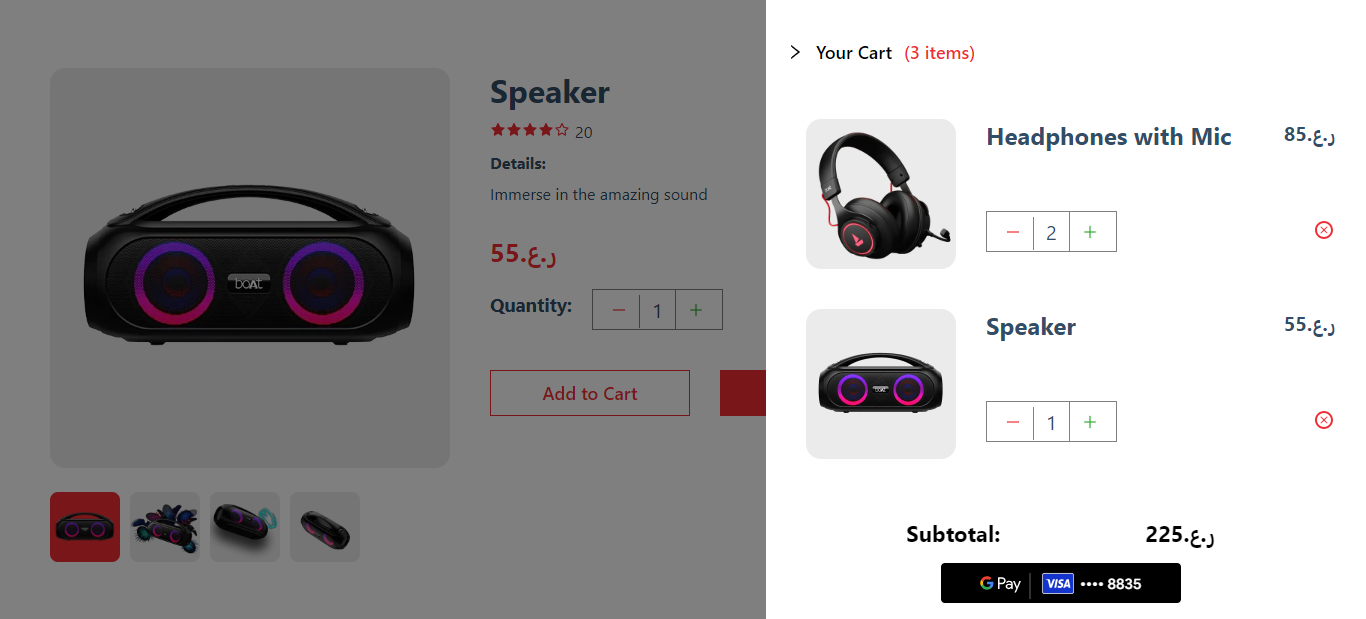 Speaker
20
Details:
Immerse in the amazing sound
ر.ع.55
Quantity:
− 1 +
Add to Cart
boAt
Your Cart (3 items)
Headphones with Mic
ر.ع.85
− 2 +
Speaker
ر.ع.55
− 1 +
Subtotal:
ر.ع.225
G Pay | VISA •••• 8835